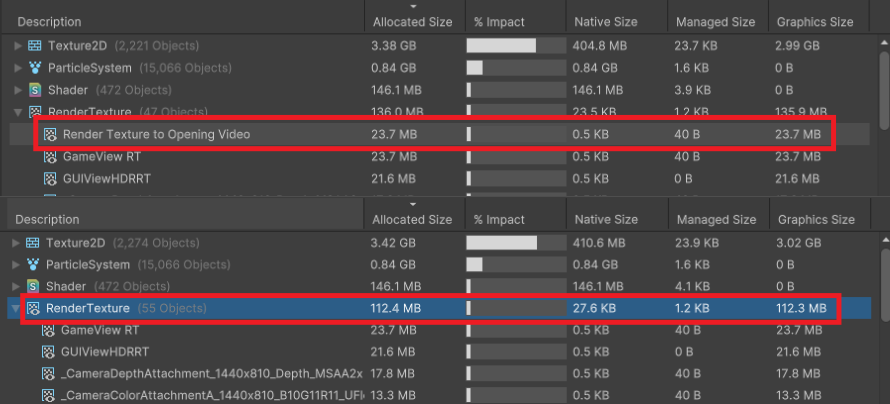 Description Allocated Size % Impact Native Size Managed Size Graphics Size
Texture2D (2,221 Objects) 3.38 GB 404.8 MB 23.7 KB 2.99 GB
ParticleSystem (15,066 Objects) 0.84 GB 0.84 GB 1.6 KB 0 B
Shader (472 Objects) 146.1 MB 146.1 MB 3.9 KB 0 B
RenderTexture (47 Objects) 136.0 MB 23.5 KB 1.2 KB 135.9 MB
Render Texture to Opening Video 23.7 MB 0.5 KB 40 B 23.7 MB
GameView RT 23.7 MB 0.5 KB 40 B 23.7 MB
GUIViewHDRRT 21.6 MB 0.5 KB 0 B 21.6 MB
Description Allocated Size % Impact Native Size Managed Size Graphics Size
Texture2D (2,274 Objects) 3.42 GB 410.6 MB 23.9 KB 3.02 GB
ParticleSystem (15,066 Objects) 0.84 GB 0.84 GB 1.6 KB 0 B
Shader (472 Objects) 146.1 MB 146.1 MB 4.1 KB 0 B
RenderTexture (55 Objects) 112.4 MB 27.6 KB 1.2 KB 112.3 MB
GameView RT 23.7 MB 0.5 KB 40 B 23.7 MB
GUIViewHDRRT 21.6 MB 0.5 KB 0 B 21.6 MB
_CameraDepthAttachment_1440x810_Depth_MSAA2x 17.8 MB 0.5 KB 40 B 17.8 MB
_CameraColorAttachmentA_1440x810_B10G11R11_UFl 13.3 MB 0.5 KB 40 B 13.3 MB